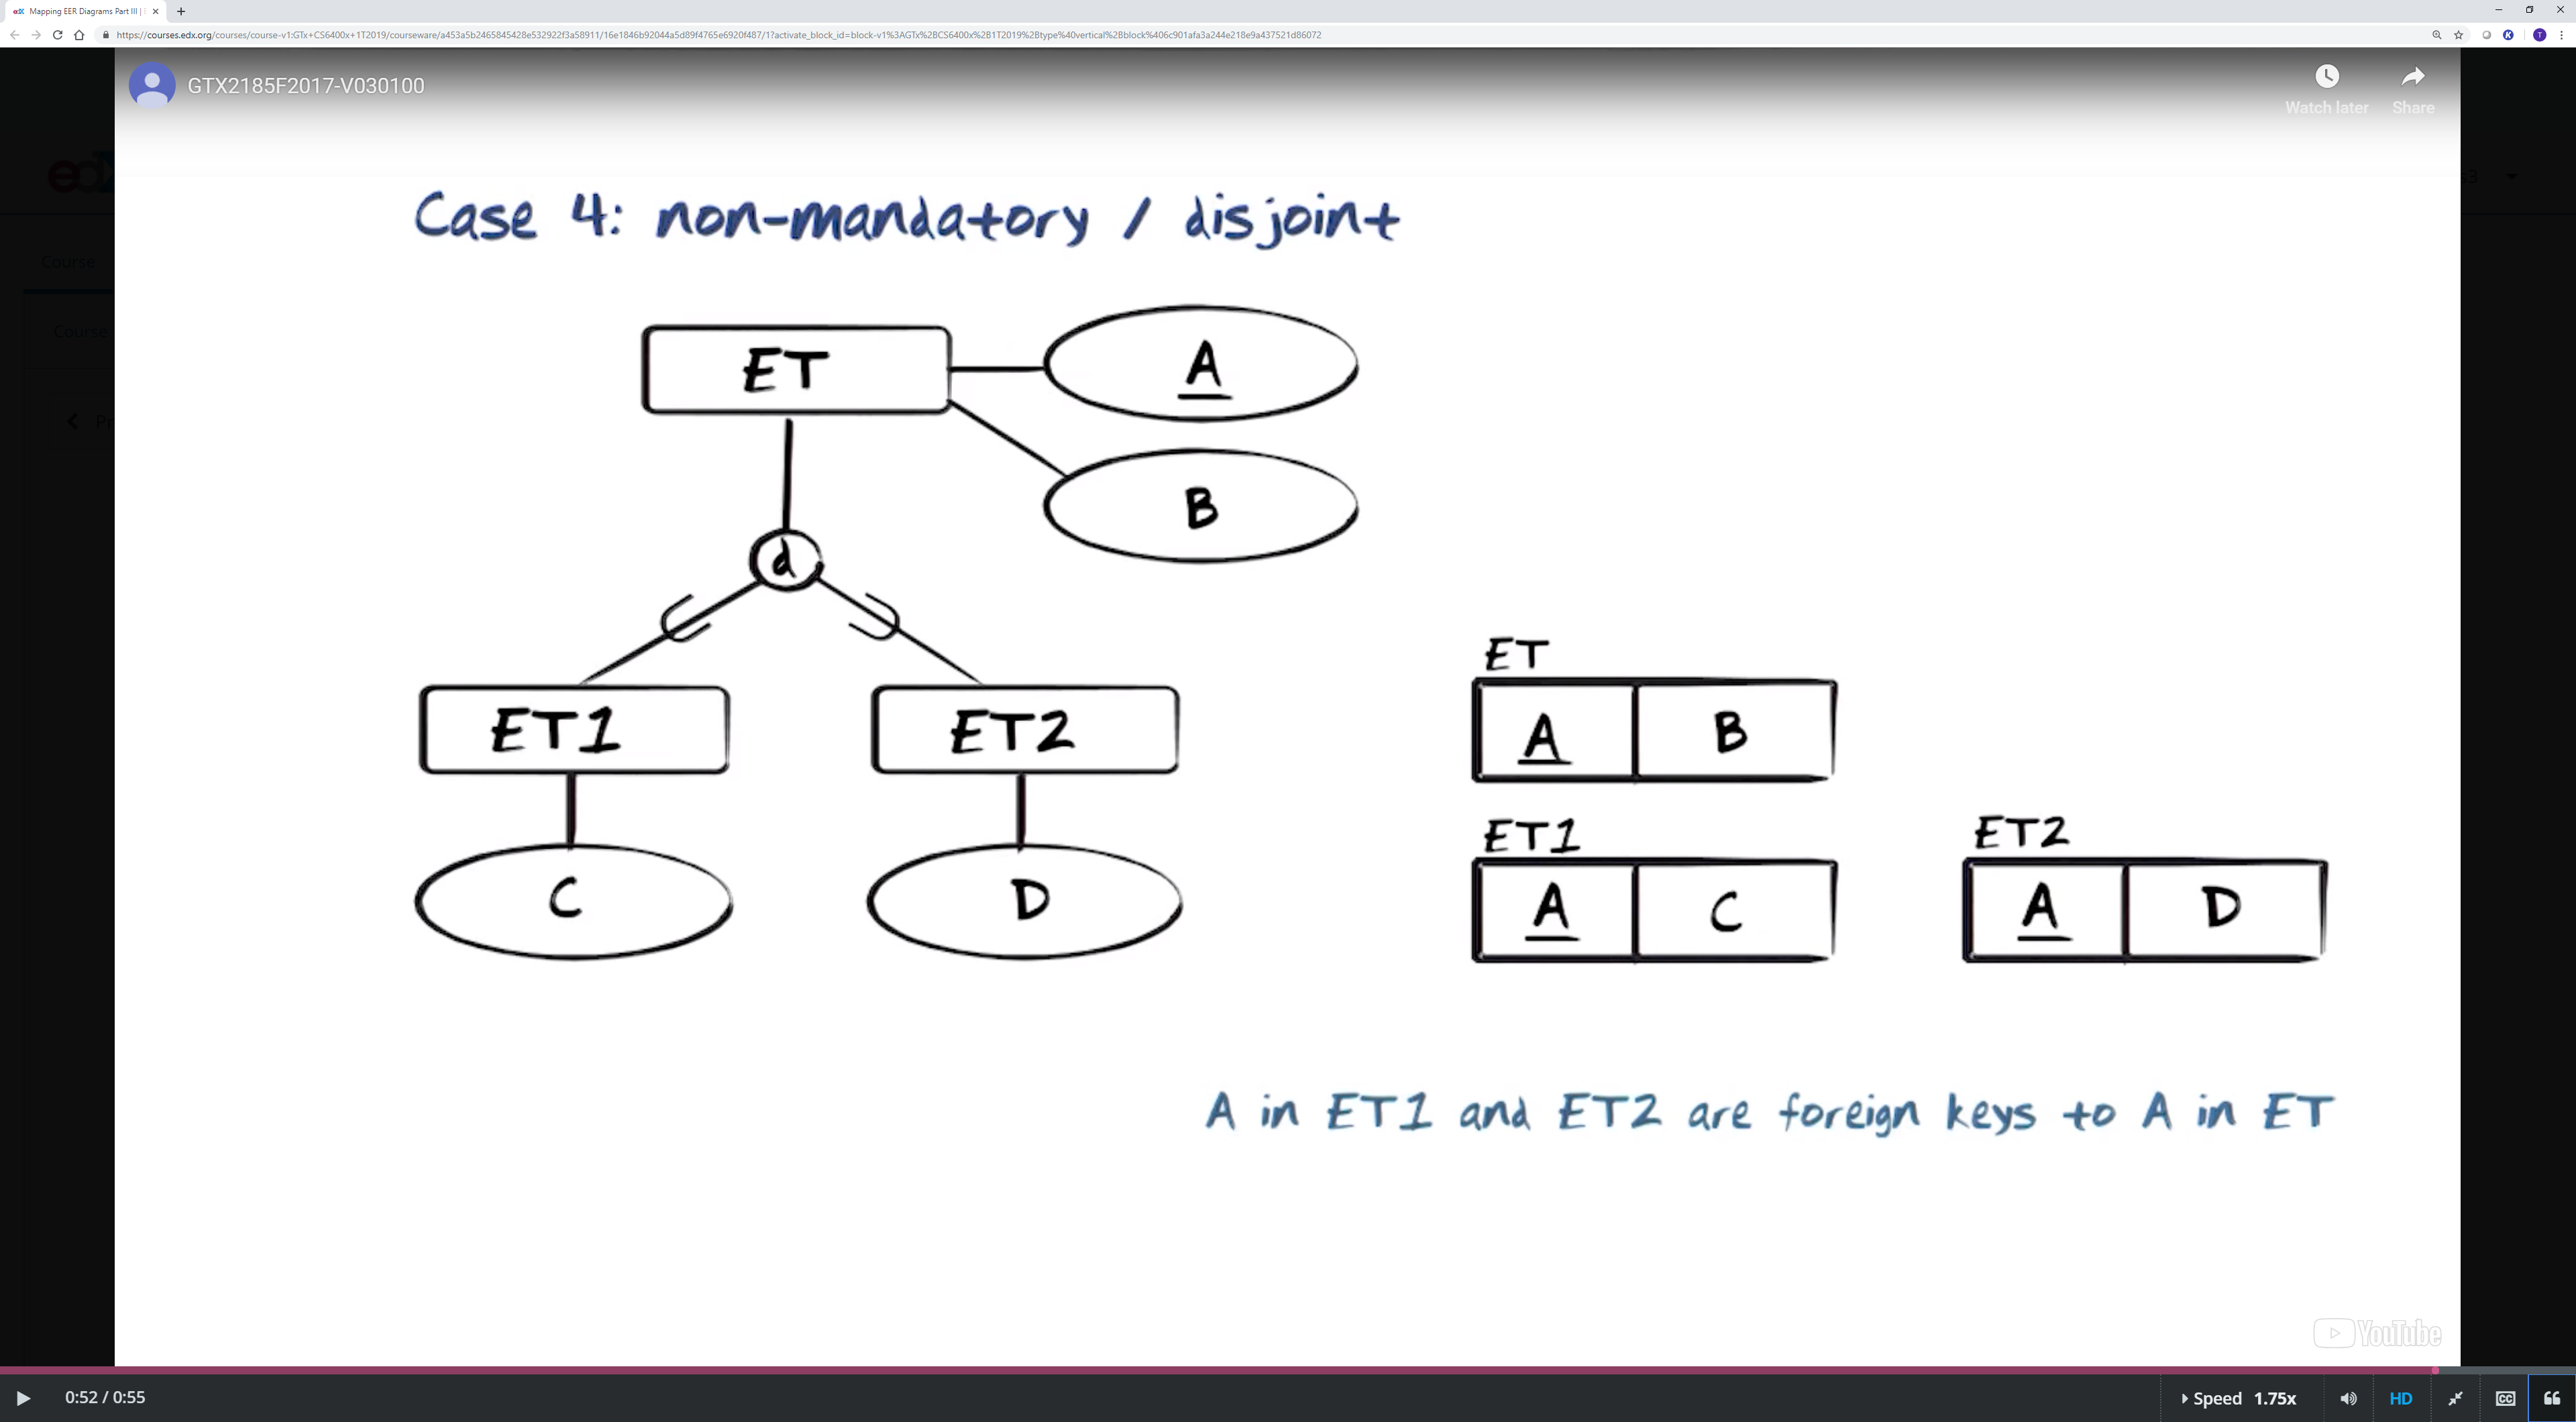 Mapping EER Diagrams Part III |
https://courses.edx.org/courses/course-v1:GTx+CS6400x+1T2019/courseware/a453a5b2465845428e532922f3a58911/16e1846b92044a5d89f4765e6920f487/1?activate_block_id=block-v1%3AGTx%2BCS6400x%2B1T2019%2Btype%40vertical%2Bblock%406c901afa3a244e218e9a437521d86072
GTX2185F2017-V030100
Watch later Share
Course
Course
Case 4: non-mandatory / disjoint
ET A
B
d
ET1 ET2
C D
ET
A B
ET1 ET2
A C A D
A in ET1 and ET2 are foreign keys to A in ET
YouTube
0:52 / 0:55 Speed 1.75x HD CC